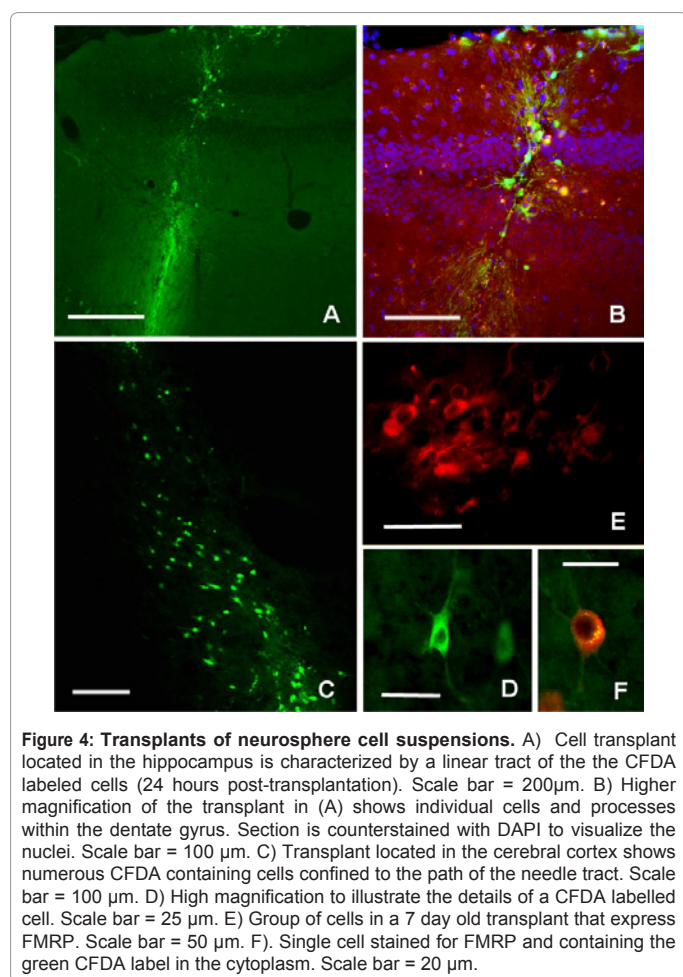 A
B
C
E
D
F
Figure 4: Transplants of neurosphere cell suspensions. A) Cell transplant
located in the hippocampus is characterized by a linear tract of the the CFDA
labeled cells (24 hours post-transplantation). Scale bar = 200µm. B) Higher
magnification of the transplant in (A) shows individual cells and processes
within the dentate gyrus. Section is counterstained with DAPI to visualize the
nuclei. Scale bar = 100 µm. C) Transplant located in the cerebral cortex shows
numerous CFDA containing cells confined to the path of the needle tract. Scale
bar = 100 µm. D) High magnification to illustrate the details of a CFDA labelled
cell. Scale bar = 25 µm. E) Group of cells in a 7 day old transplant that express
FMRP. Scale bar = 50 µm. F). Single cell stained for FMRP and containing the
green CFDA label in the cytoplasm. Scale bar = 20 µm.